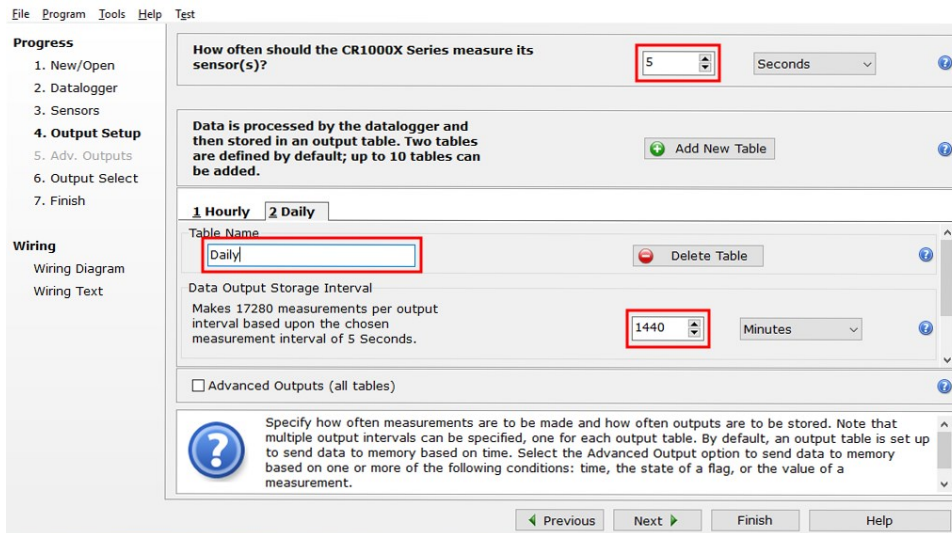 File Program Tools Help Test
Progress
1. New/Open
2. Datalogger
3. Sensors
4. Output Setup
5. Adv. Outputs
6. Output Select
7. Finish
Wiring
Wiring Diagram
Wiring Text
How often should the CR1000X Series measure its
sensor(s)?
5
Seconds
Data is processed by the datalogger and
then stored in an output table. Two tables
are defined by default; up to 10 tables can
be added.
Add New Table
1 Hourly 2 Daily
Table Name
Daily
Delete Table
Data Output Storage Interval
Makes 17280 measurements per output
interval based upon the chosen
measurement interval of 5 Seconds.
1440
Minutes
Advanced Outputs (all tables)
Specify how often measurements are to be made and how often outputs are to be stored. Note that
multiple output intervals can be specified, one for each output table. By default, an output table is set up
to send data to memory based on time. Select the Advanced Output option to send data to memory
based on one or more of the following conditions: time, the state of a flag, or the value of a
measurement.
Previous Next Finish Help